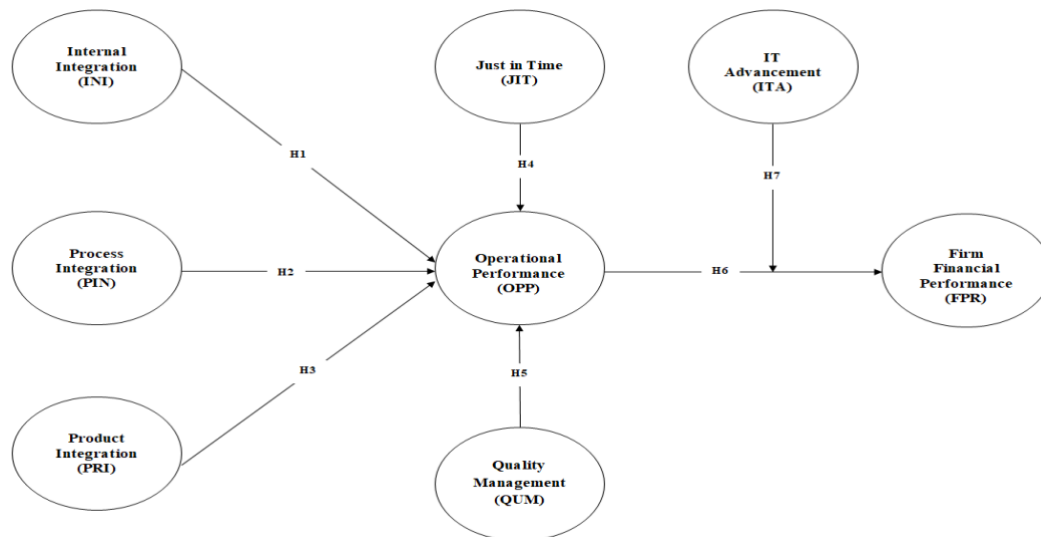 Internal
Integration
(INI)
Just in Time
(JIT)
IT
Advancement
(ITA)
H1
H4
H7
Process
Integration
(PIN)
H2
Operational
Performance
(OPP)
H6
Firm
Financial
Performance
(FPR)
H3
H5
Product
Integration
(PRI)
Quality
Management
(QUM)